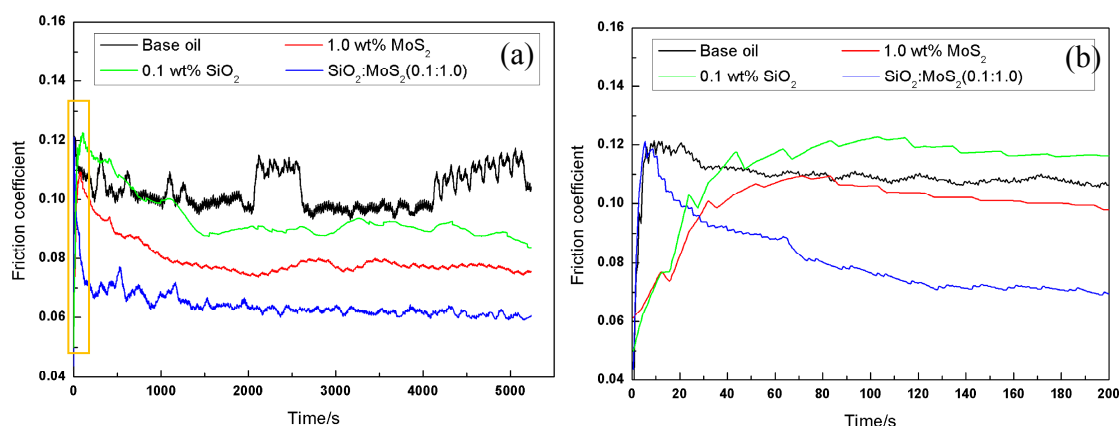 0.16
0.14
0.12
0.10
0.08
0.06
0.04
Friction coefficient
Base oil
1.0 wt% MoS₂
0.1 wt% SiO₂
SiO₂:MoS₂(0.1:1.0)
(a)
0 1000 2000 3000 4000 5000
Time/s
0.16
0.14
0.12
0.10
0.08
0.06
0.04
Friction coefficient
Base oil
1.0 wt% MoS₂
0.1 wt% SiO₂
SiO₂:MoS₂(0.1:1.0)
(b)
0 20 40 60 80 100 120 140 160 180 200
Time/s